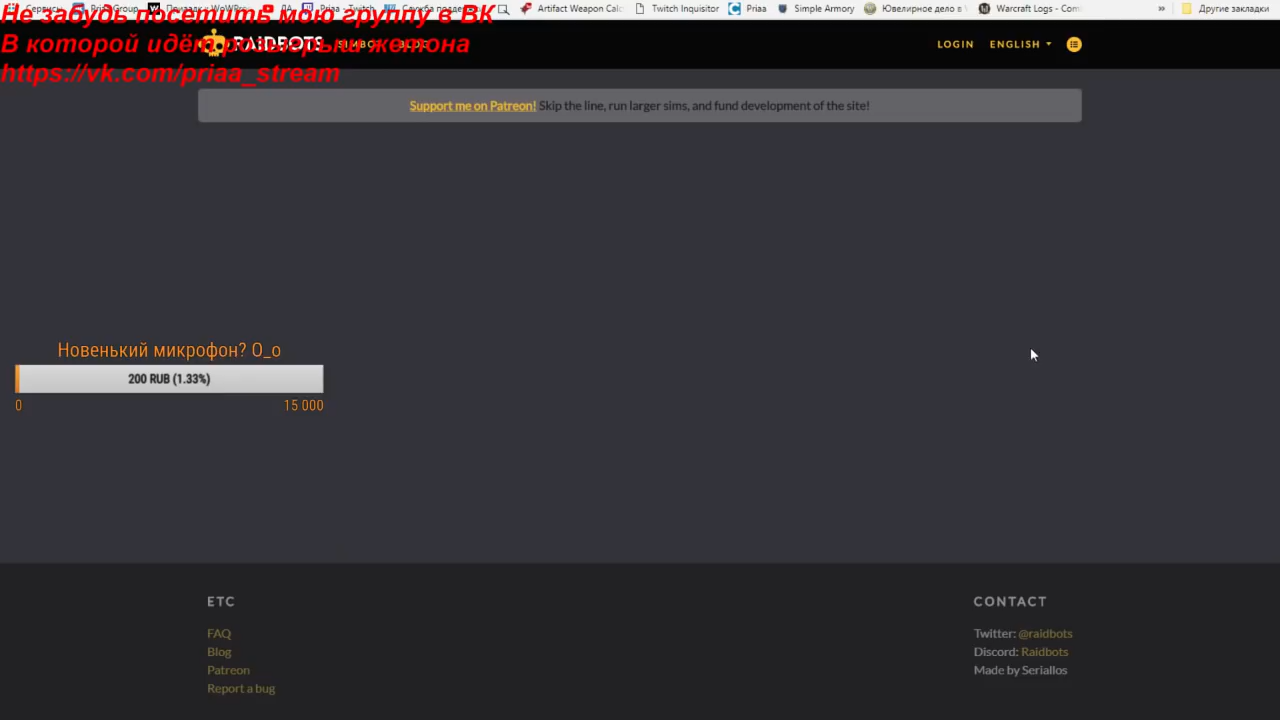 Не забудь посетить мою группу в ВК
Artifact Weapon Calc
Twitch Inquisitor
Priaa
Simple Armory
Ювелирное дело в
Warcraft Logs - Com
»
Другие закладки
В которой идёт розыгрыш жетона
RAIDBOTS
SIMBOT
BLOG
LOGIN
ENGLISH
https://vk.com/priaa_stream
Support me on Patreon! Skip the line, run larger sims, and fund development of the site!
Новенький микрофон? О_о
200 RUB (1.33%)
0
15 000
ETC
FAQ
Blog
Patreon
Report a bug
CONTACT
Twitter: @raidbots
Discord: Raidbots
Made by Seriallos